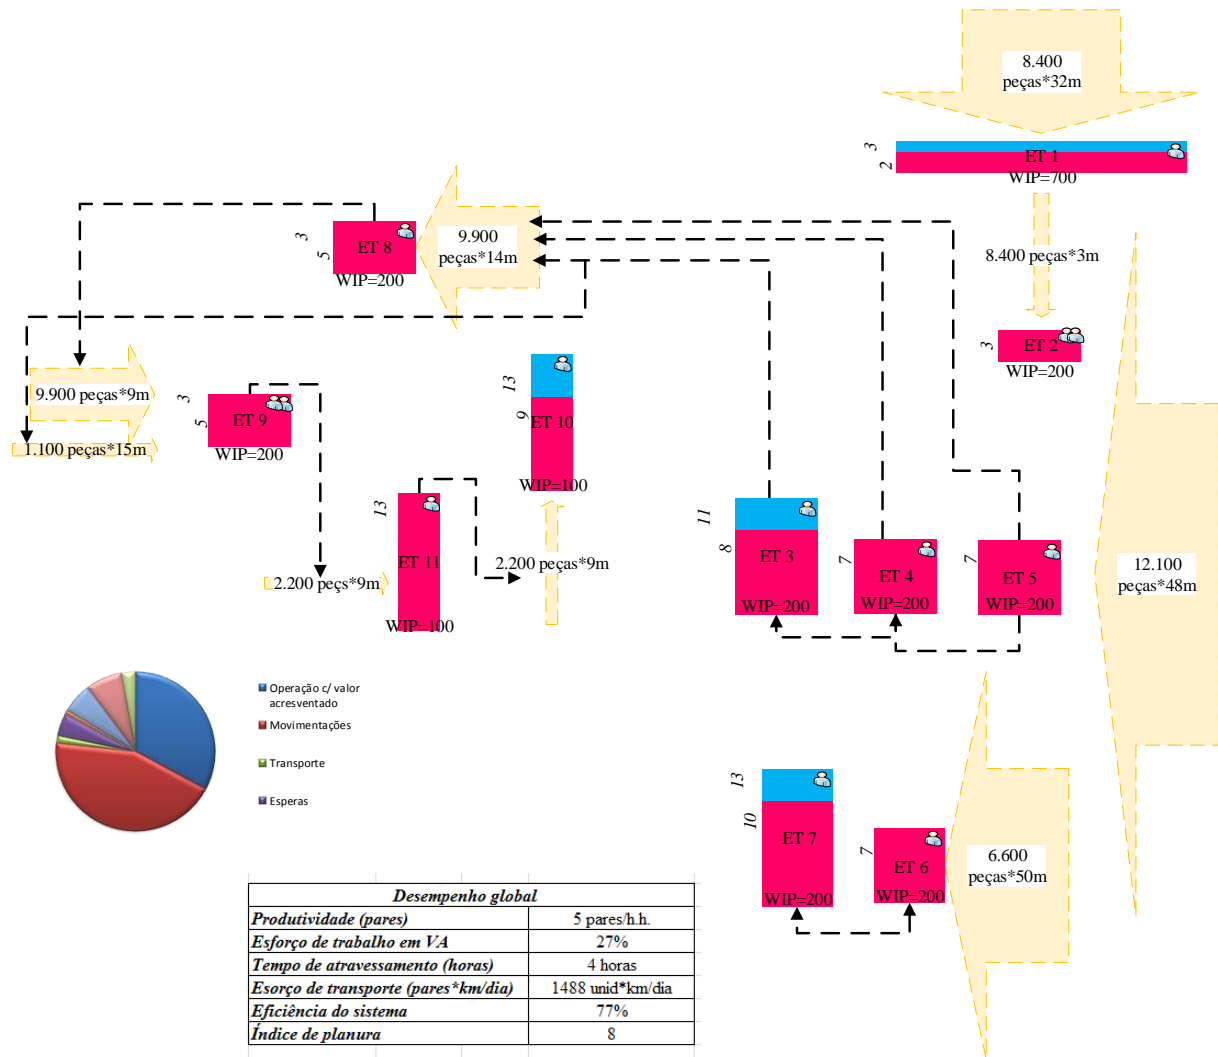 8.400
peças*32m
3
2
ET 1
WIP=700
8.400 peças*3m
3
ET 2
WIP=200
3
5
ET 8
WIP=200
9.900
peças*14m
9.900 peças*9m
1.100 peças*15m
3
5
ET 9
WIP=200
13
9
ET 10
WIP=100
13
ET 11
WIP=100
2.200 peçs*9m
2.200 peças*9m
11
8
ET 3
WIP=200
7
ET 4
WIP=200
7
ET 5
WIP=200
12.100
peças*48m
Operação c/ valor
acresventado
Movimentações
Transporte
Esperas
13
10
ET 7
WIP=200
7
ET 6
WIP=200
6.600
peças*50m
Desempenho global
Produtividade (pares) 5 pares/h.h.
Esforço de trabalho em VA 27%
Tempo de atravessamento (horas) 4 horas
Esorço de transporte (pares*km/dia) 1488 unid*km/dia
Eficiência do sistema 77%
Índice de planura 8